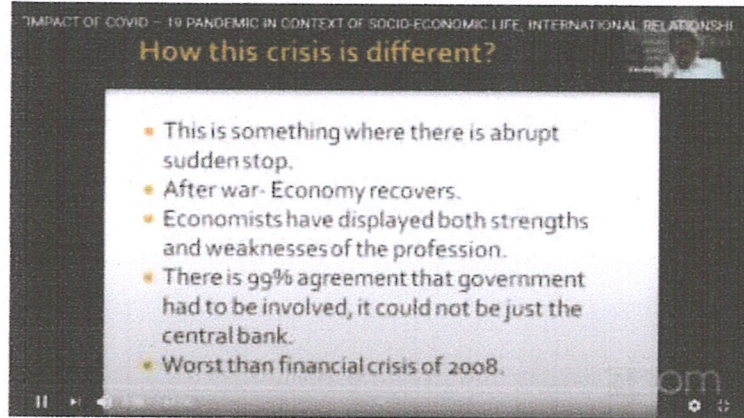 "IMPACT OF COVID – 19 PANDEMIC IN CONTEXT OF SOCIO-ECONOMIC LIFE, INTERNATIONAL RELATIONSHI
How this crisis is different?
This is something where there is abrupt
sudden stop.
After war- Economy recovers.
Economists have displayed both strengths
and weaknesses of the profession.
There is 99% agreement that government
had to be involved, it could not be just the
central bank.
Worst than financial crisis of 2008.